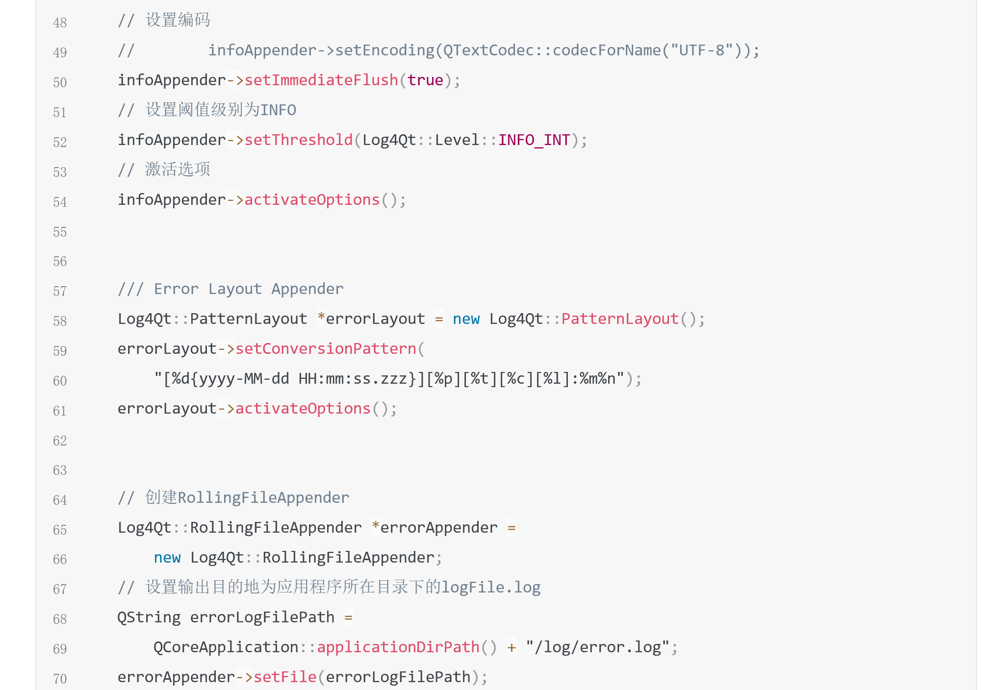 48 // 设置编码
49 //        infoAppender->setEncoding(QTextCodec::codecForName("UTF-8"));
50 infoAppender->setImmediateFlush(true);
51 // 设置阈值级别为INFO
52 infoAppender->setThreshold(Log4Qt::Level::INFO_INT);
53 // 激活选项
54 infoAppender->activateOptions();
55
56
57 /// Error Layout Appender
58 Log4Qt::PatternLayout *errorLayout = new Log4Qt::PatternLayout();
59 errorLayout->setConversionPattern(
60     "[%d{yyyy-MM-dd HH:mm:ss.zzz}][%p][%t][%c][%l]:%m%n");
61 errorLayout->activateOptions();
62
63
64 // 创建RollingFileAppender
65 Log4Qt::RollingFileAppender *errorAppender =
66     new Log4Qt::RollingFileAppender;
67 // 设置输出目的地为应用程序所在目录下的logFile.log
68 QString errorLogFilePath =
69     QCoreApplication::applicationDirPath() + "/log/error.log";
70 errorAppender->setFile(errorLogFilePath);